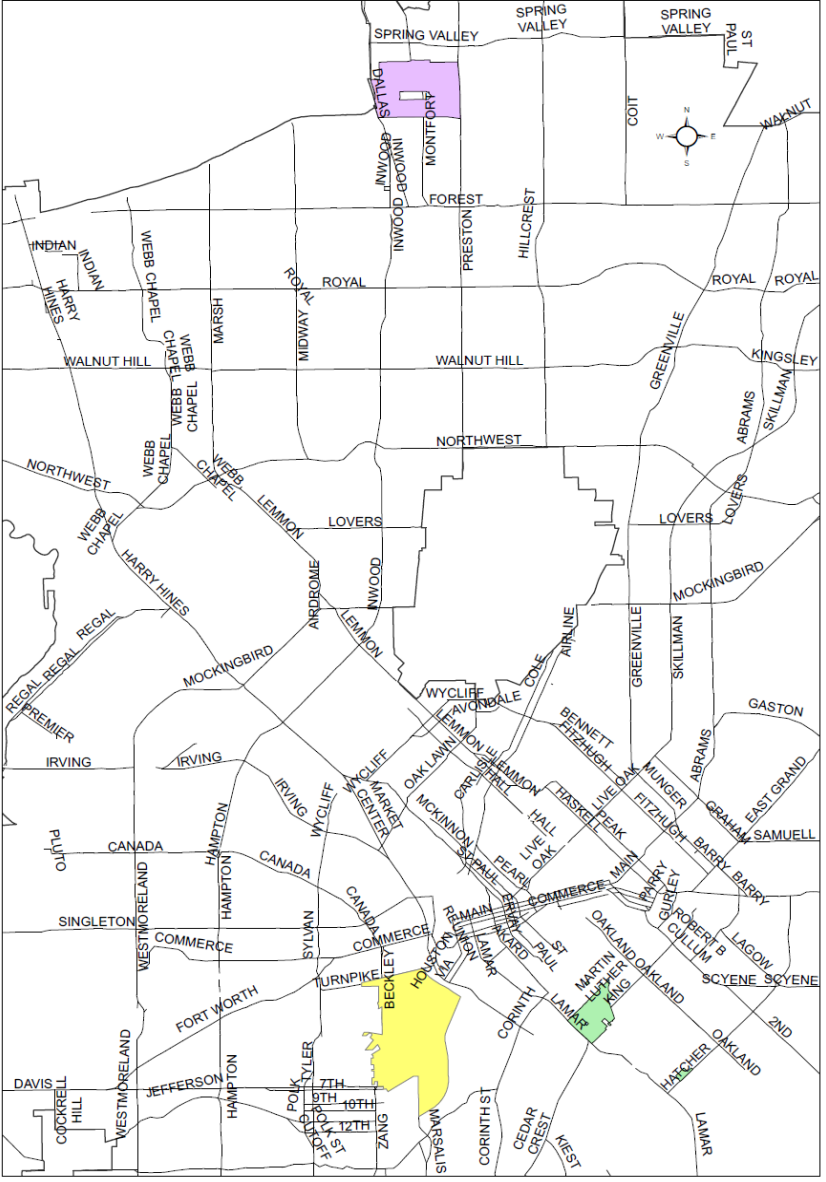 SPRING
VALLEY
SPRING
VALLEY
ST
PAUL
SPRING VALLEY
DALLAS
MONTFORT
COIT
N
W
E
S
WALNUT
INWOOD
INWOOD
FOREST
INWOOD
PRESTON
HILLCREST
INDIAN
INDIAN
WEBB CHAPEL
HARRY
HINES
ROYAL
ROYAL
ROYAL
ROYAL
MARSH
MIDWAY
GREENVILLE
WEBB
CHAPEL
WALNUT HILL
WALNUT HILL
KINGSLEY
WEBB
CHAPEL
SKILLMAN
ABRAMS
WEBB
CHAPEL
NORTHWEST
NORTHWEST
WEBB
CHAPEL
LEMMON
LOVERS
LOVERS
LOVERS
WEBB
CHAPEL
HARRY HINES
AIRDROME
INWOOD
MOCKINGBIRD
LEMMON
REGAL
REGAL
REGAL
PREMIER
MOCKINGBIRD
AIRLINE
COLE
GREENVILLE
SKILLMAN
WYCLIFF
AVONDALE
GASTON
BENNETT
FITZHUGH
LEMMON
OAK LAWN
LEMMON
CARLISLE
HALL
IRVING
IRVING
IRVING
WYCLIFF
WYCLIFF
MARKET
CENTER
ABRAMS
MUNGER
LIVE OAK
HASKELL
PEAK
FITZHUGH
GRAHAM
EAST GRAND
MCKINNON
HALL
LIVE
OAK
SAMUELL
HAMPTON
PLUTO
CANADA
CANADA
ST PAUL
PEARL
MAIN
BARRY
BARRY
PARRY
GURLEY
HAMPTON
WESTMORELAND
CANADA
COMMERCE
MAIN
ERVAY
REUNION
SINGLETON
COMMERCE
SYLVAN
COMMERCE
HOUSTON
VIA
LAMAR
AKARD
ST
PAUL
OAKLAND
OAKLAND
ROBERT B
CULLUM
LAGOW
TURNPIKE
BECKLEY
MARTIN
LUTHER
KING
SCYENE
SCYENE
FORT WORTH
CORINTH
LAMAR
2ND
OAKLAND
WESTMORELAND
HATCHER
DAVIS
JEFFERSON
HAMPTON
TYLER
POLK
7TH
9TH
10TH
12TH
POLK ST
CUTOFF
ZANG
MARSALIS
COCKRELL
HILL
CORINTH ST
CEDAR
CREST
KIEST
LAMAR